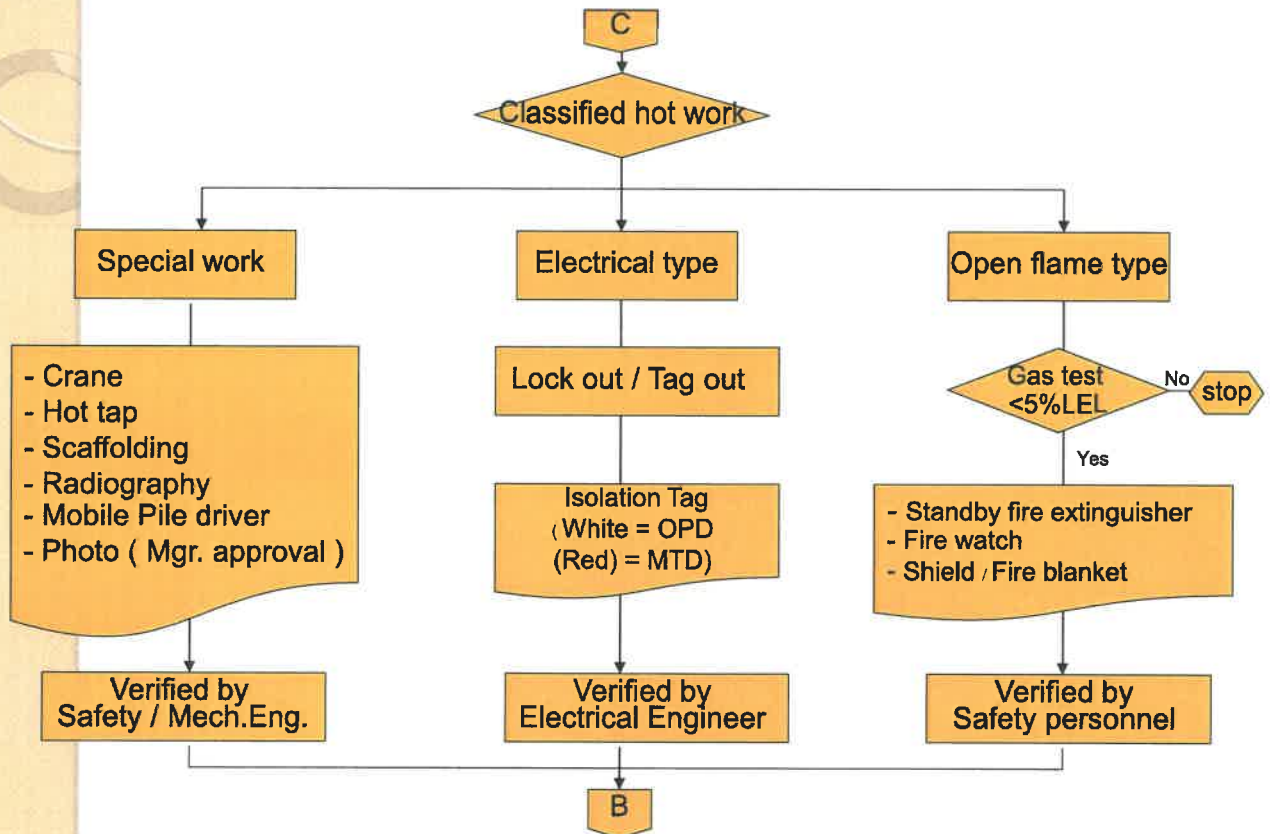 C
Classified hot work
Special work
Electrical type
Open flame type
- Crane
- Hot tap
- Scaffolding
- Radiography
- Mobile Pile driver
- Photo ( Mgr. approval )
Lock out / Tag out
Gas test
<5%LEL
No
stop
Yes
Isolation Tag
( White = OPD
(Red) = MTD)
- Standby fire extinguisher
- Fire watch
- Shield / Fire blanket
Verified by
Safety / Mech.Eng.
Verified by
Electrical Engineer
Verified by
Safety personnel
B